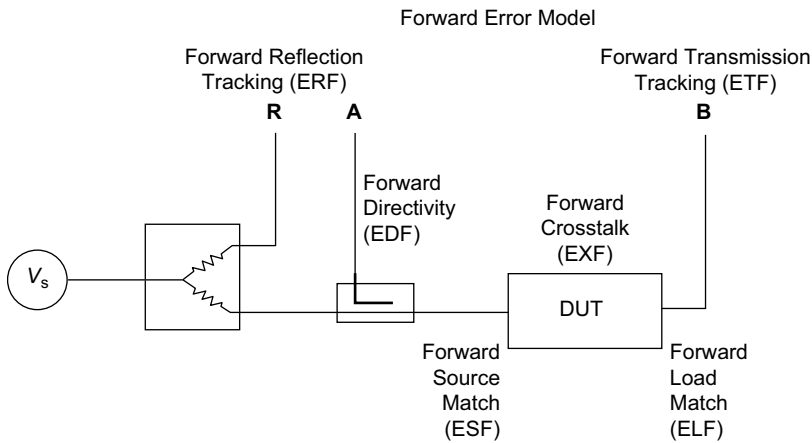 Forward Error Model
Forward Reflection
Tracking (ERF)
Forward Transmission
Tracking (ETF)
R
A
B
Forward
Directivity
(EDF)
Forward
Crosstalk
(EXF)
Vs
DUT
Forward
Source
Match
(ESF)
Forward
Load
Match
(ELF)